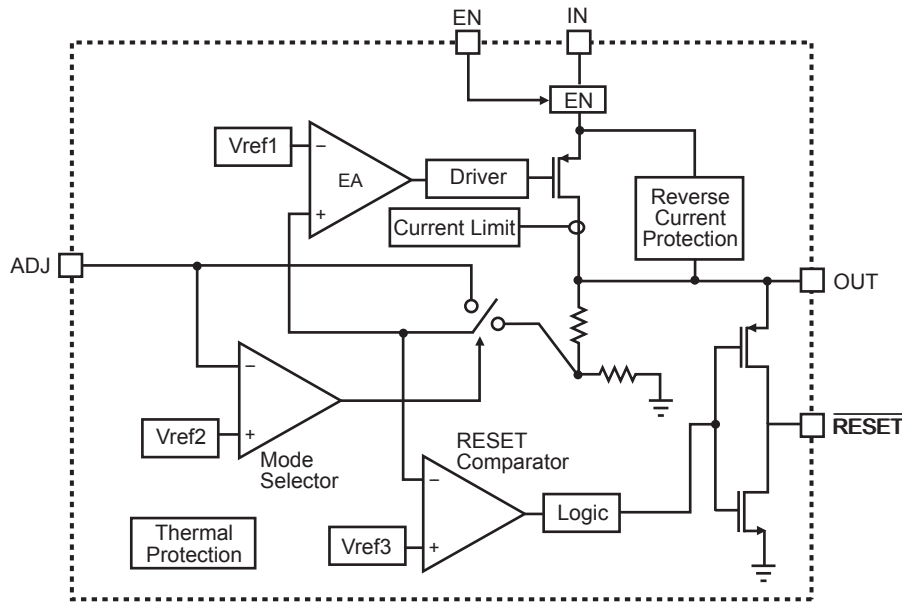 EN
IN
EN
Vref1
−
EA
+
Driver
Current Limit
Reverse
Current
Protection
ADJ
OUT
−
Vref2
+
Mode
Selector
RESET
Comparator
−
Vref3
+
Logic
RESET
Thermal
Protection